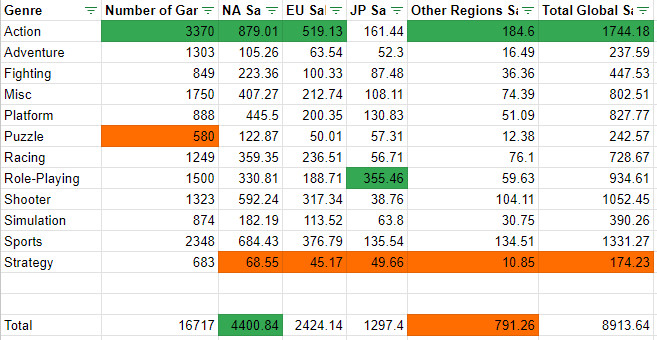 Genre Number of Gar NA Sa EU Sal JP Sa Other Regions Sa Total Global Sa
Action 3370 879.01 519.13 161.44 184.6 1744.18
Adventure 1303 105.26 63.54 52.3 16.49 237.59
Fighting 849 223.36 100.33 87.48 36.36 447.53
Misc 1750 407.27 212.74 108.11 74.39 802.51
Platform 888 445.5 200.35 130.83 51.09 827.77
Puzzle 580 122.87 50.01 57.31 12.38 242.57
Racing 1249 359.35 236.51 56.71 76.1 728.67
Role-Playing 1500 330.81 188.71 355.46 59.63 934.61
Shooter 1323 592.24 317.34 38.76 104.11 1052.45
Simulation 874 182.19 113.52 63.8 30.75 390.26
Sports 2348 684.43 376.79 135.54 134.51 1331.27
Strategy 683 68.55 45.17 49.66 10.85 174.23
Total 16717 4400.84 2424.14 1297.4 791.26 8913.64